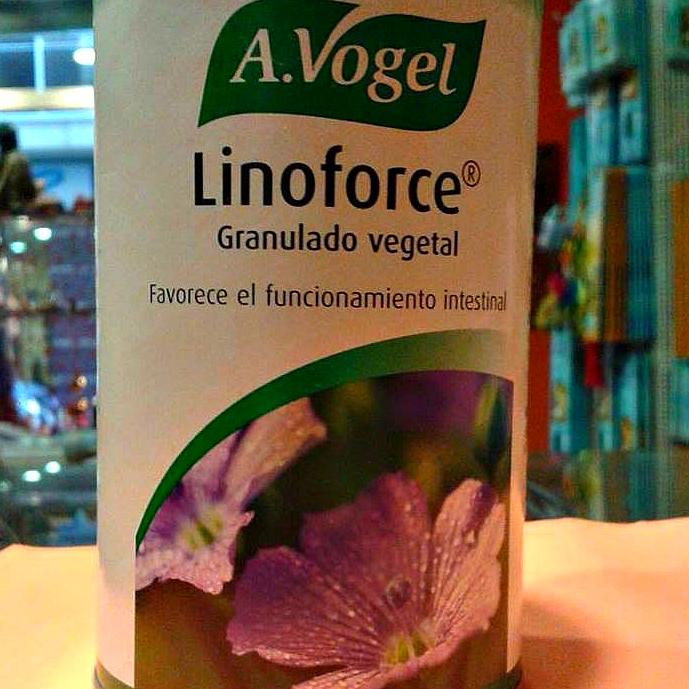 A.Vogel
Linoforce®
Granulado vegetal
Favorece el funcionamiento intestinal